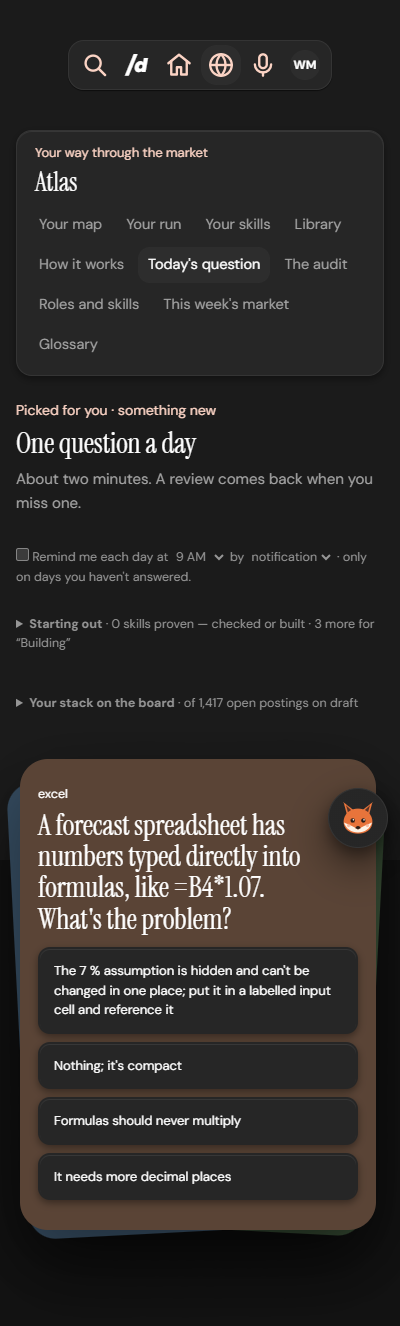 /d
WM
Your way through the market
Atlas
Your map Your run Your skills Library
How it works Today's question The audit
Roles and skills This week's market
Glossary
Picked for you · something new
One question a day
About two minutes. A review comes back when you
miss one.
Remind me each day at 9 AM by notification · only
on days you haven't answered.
Starting out · 0 skills proven — checked or built · 3 more for
“Building”
Your stack on the board · of 1,417 open postings on draft
excel
A forecast spreadsheet has
numbers typed directly into
formulas, like =B4*1.07.
What's the problem?
The 7 % assumption is hidden and can't be
changed in one place; put it in a labelled input
cell and reference it
Nothing; it's compact
Formulas should never multiply
It needs more decimal places